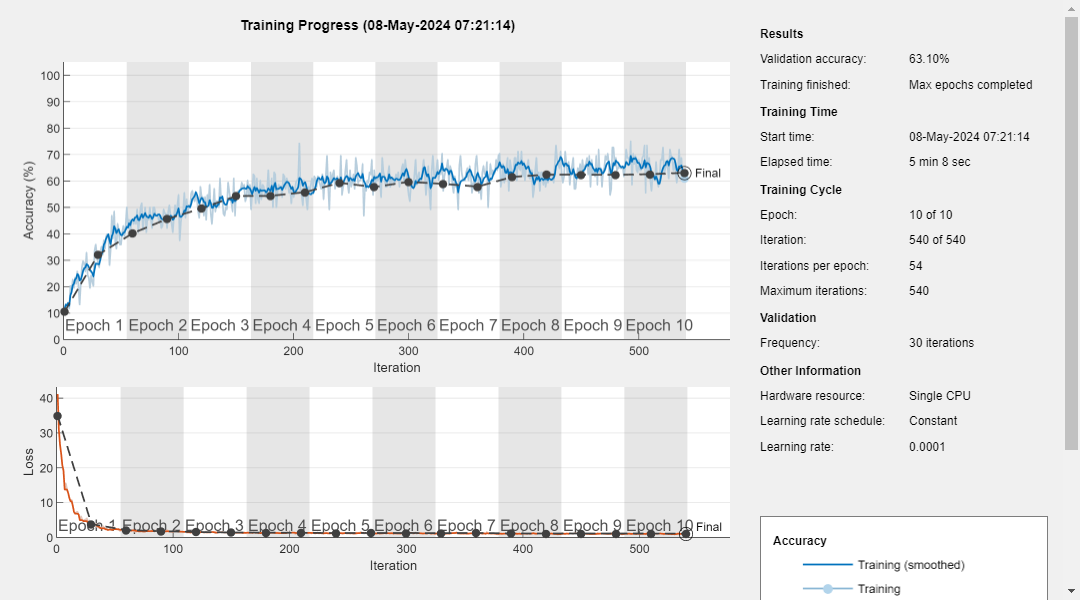 Training Progress (08-May-2024 07:21:14)
100
90
80
70
60
50
40
30
20
10
0
Accuracy (%)
Final
Epoch 1 Epoch 2 Epoch 3 Epoch 4 Epoch 5 Epoch 6 Epoch 7 Epoch 8 Epoch 9 Epoch 10
0 100 200 300 400 500
Iteration
40
30
20
10
0
Loss
Epoch 1 Epoch 2 Epoch 3 Epoch 4 Epoch 5 Epoch 6 Epoch 7 Epoch 8 Epoch 9 Epoch 10
Final
0 100 200 300 400 500
Iteration
Results
Validation accuracy: 63.10%
Training finished: Max epochs completed
Training Time
Start time: 08-May-2024 07:21:14
Elapsed time: 5 min 8 sec
Training Cycle
Epoch: 10 of 10
Iteration: 540 of 540
Iterations per epoch: 54
Maximum iterations: 540
Validation
Frequency: 30 iterations
Other Information
Hardware resource: Single CPU
Learning rate schedule: Constant
Learning rate: 0.0001
Accuracy
Training (smoothed)
Training